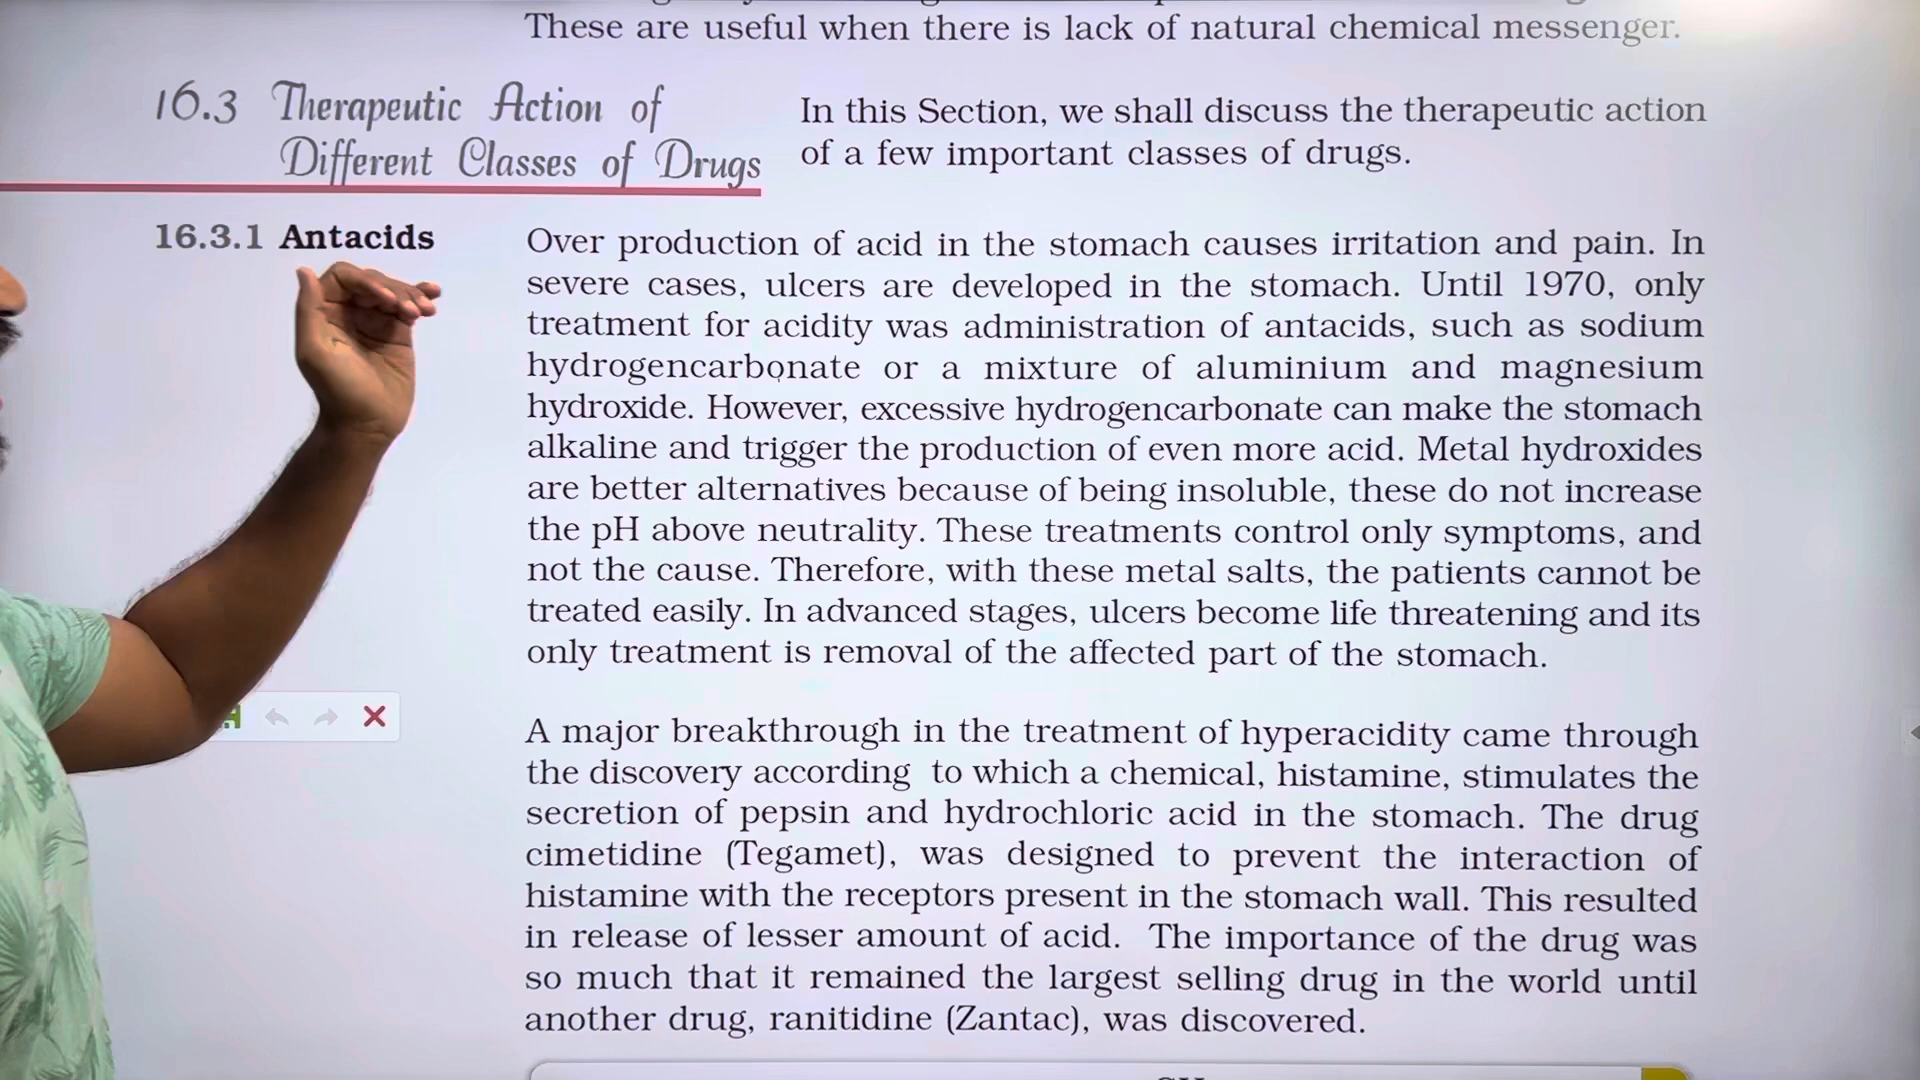 These are useful when there is lack of natural chemical messenger.
16.3 Therapeutic Action of
Different Classes of Drugs
In this Section, we shall discuss the therapeutic action
of a few important classes of drugs.
16.3.1 Antacids
Over production of acid in the stomach causes irritation and pain. In
severe cases, ulcers are developed in the stomach. Until 1970, only
treatment for acidity was administration of antacids, such as sodium
hydrogencarbonate or a mixture of aluminium and magnesium
hydroxide. However, excessive hydrogencarbonate can make the stomach
alkaline and trigger the production of even more acid. Metal hydroxides
are better alternatives because of being insoluble, these do not increase
the pH above neutrality. These treatments control only symptoms, and
not the cause. Therefore, with these metal salts, the patients cannot be
treated easily. In advanced stages, ulcers become life threatening and its
only treatment is removal of the affected part of the stomach.
A major breakthrough in the treatment of hyperacidity came through
the discovery according to which a chemical, histamine, stimulates the
secretion of pepsin and hydrochloric acid in the stomach. The drug
cimetidine (Tegamet), was designed to prevent the interaction of
histamine with the receptors present in the stomach wall. This resulted
in release of lesser amount of acid. The importance of the drug was
so much that it remained the largest selling drug in the world until
another drug, ranitidine (Zantac), was discovered.